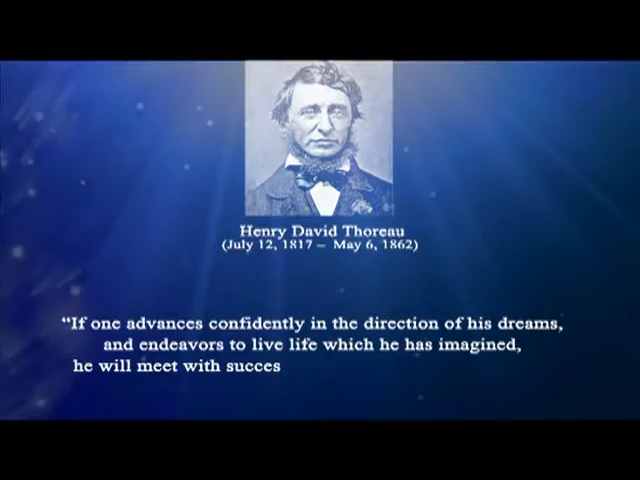 Henry David Thoreau
(July 12, 1817 – May 6, 1862)
“If one advances confidently in the direction of his dreams,
and endeavors to live life which he has imagined,
he will meet with succes